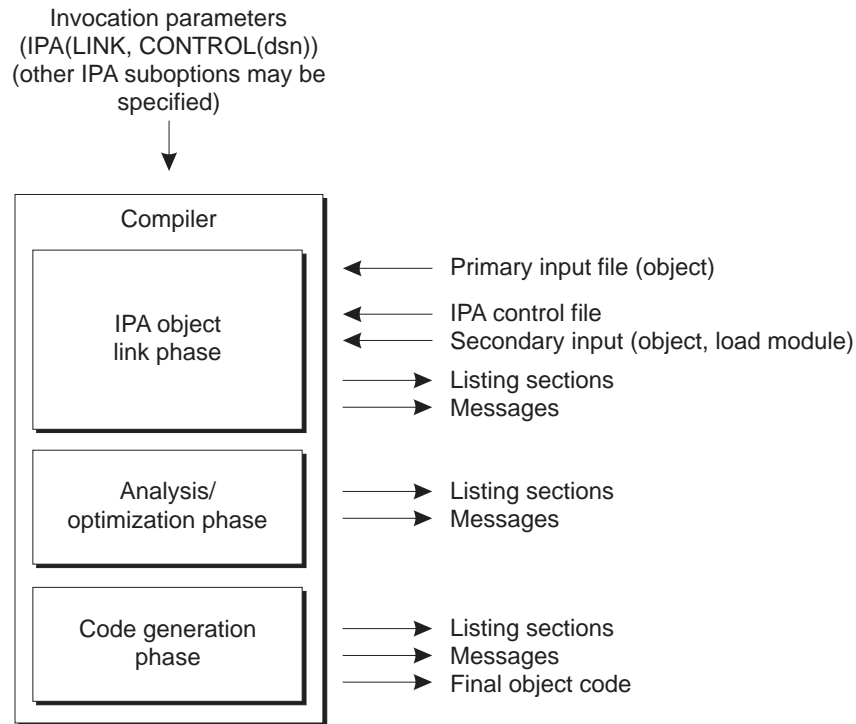 Invocation parameters
(IPA(LINK, CONTROL(dsn))
(other IPA suboptions may be
specified)
Compiler
IPA object
link phase
Primary input file (object)
IPA control file
Secondary input (object, load module)
Listing sections
Messages
Analysis/
optimization phase
Listing sections
Messages
Code generation
phase
Listing sections
Messages
Final object code